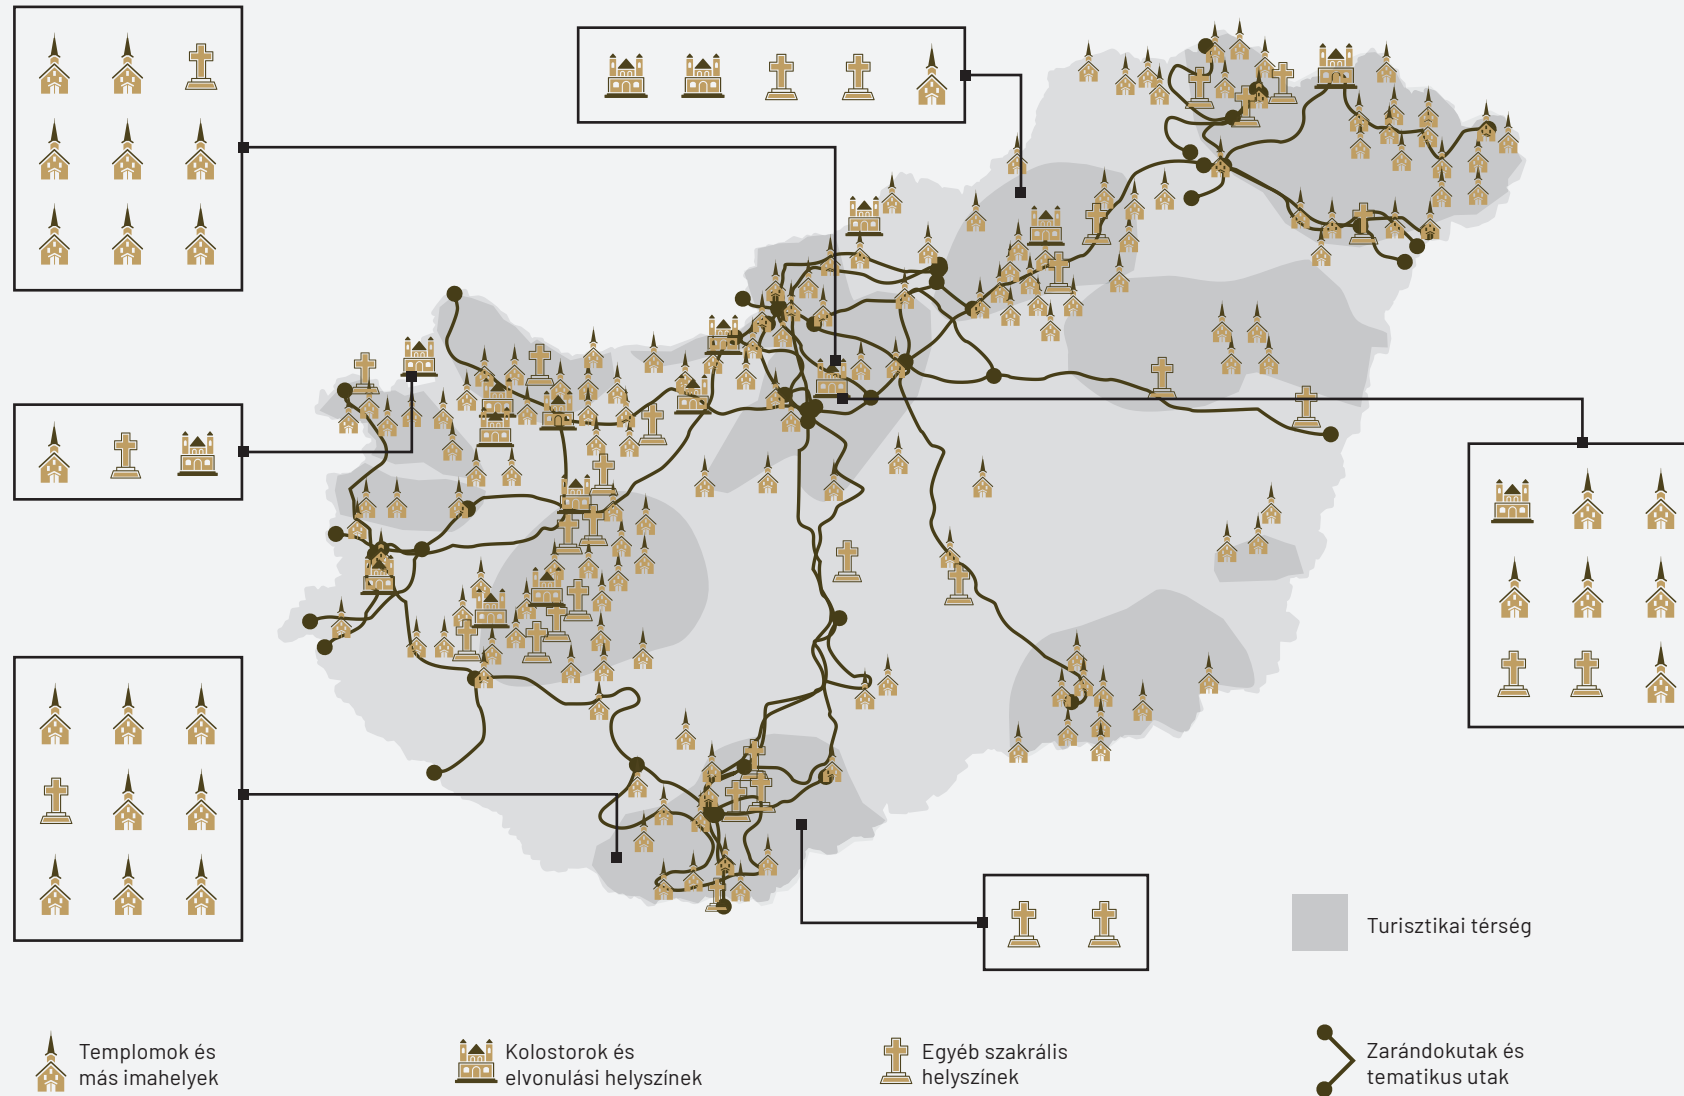 Turisztikai térség
Templomok és
más imahelyek
Kolostorok és
elvonulási helyszínek
Egyéb szakrális
helyszínek
Zarándokutak és
tematikus utak